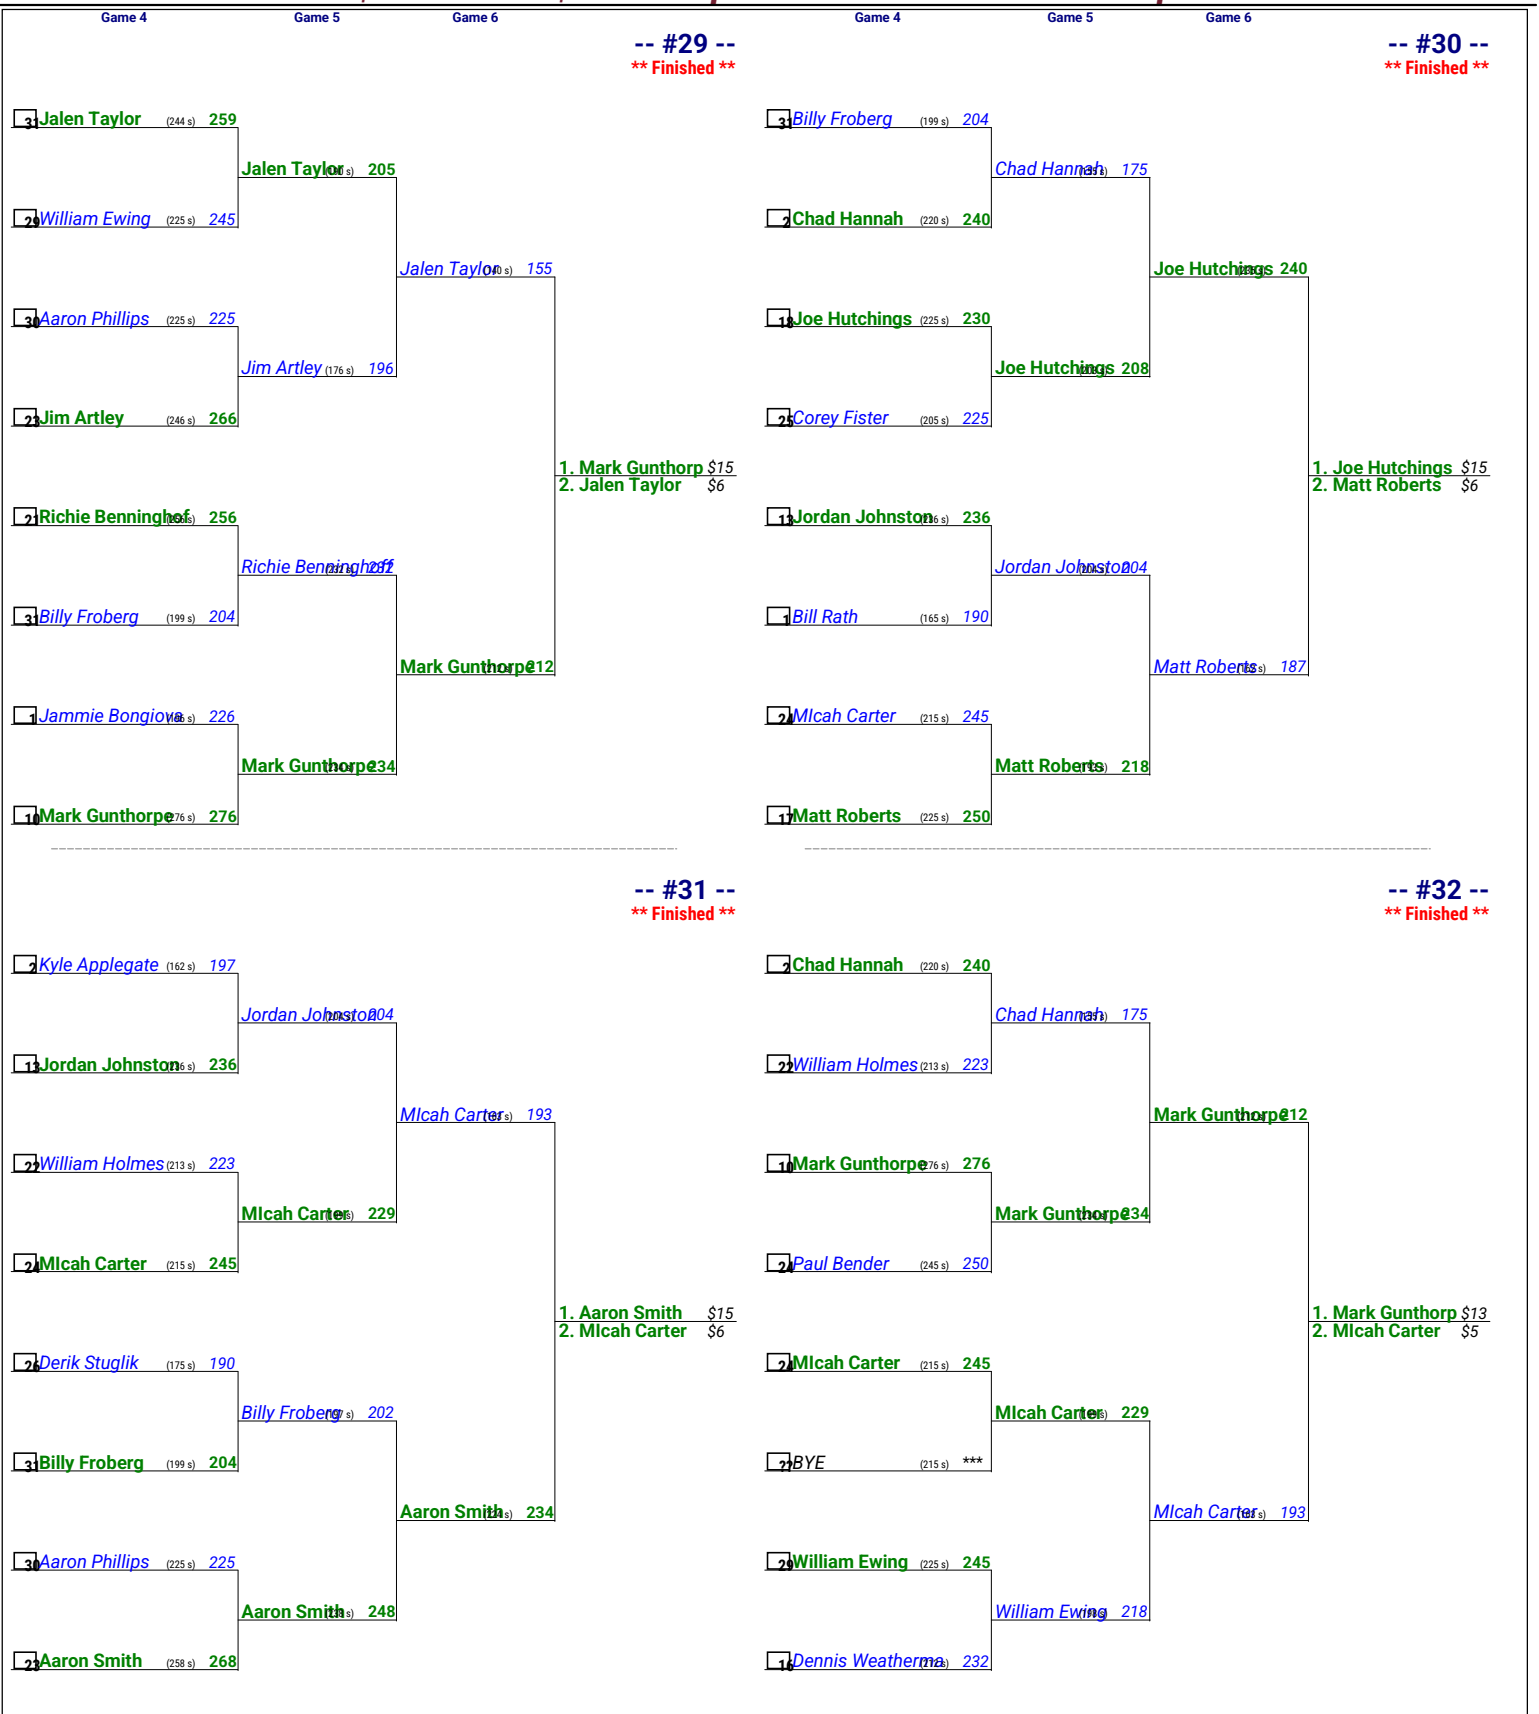 Game 4 Game 5 Game 6 Game 4 Game 5 Game 6
-- #29 --
** Finished **
31 Jalen Taylor (244 s) 259
Jalen Taylor 205
29 William Ewing (225 s) 245
Jalen Taylor 155
30 Aaron Phillips (225 s) 225
Jim Artley (176 s) 196
23 Jim Artley (246 s) 266
1. Mark Gunthorp $15
2. Jalen Taylor $6
21 Richie Benninghof 256
Richie Benninghoff 232
31 Billy Froberg (199 s) 204
Mark Gunthorpe 212
1 Jammie Bongiova 226
Mark Gunthorpe 234
10 Mark Gunthorpe (276 s) 276
-- #30 --
** Finished **
31 Billy Froberg (199 s) 204
Chad Hannah 175
2 Chad Hannah (220 s) 240
Joe Hutchings 240
18 Joe Hutchings (225 s) 230
Joe Hutchings 208
25 Corey Fister (205 s) 225
1. Joe Hutchings $15
2. Matt Roberts $6
13 Jordan Johnston 236
Jordan Johnston 204
1 Bill Rath (165 s) 190
Matt Roberts 187
24 MIcah Carter (215 s) 245
Matt Roberts 218
17 Matt Roberts (225 s) 250
-- #31 --
** Finished **
2 Kyle Applegate (162 s) 197
Jordan Johnston 204
13 Jordan Johnston 236
MIcah Carter 193
22 William Holmes (213 s) 223
MIcah Carter 229
24 MIcah Carter (215 s) 245
1. Aaron Smith $15
2. MIcah Carter $6
26 Derik Stuglik (175 s) 190
Billy Froberg 202
31 Billy Froberg (199 s) 204
Aaron Smith 234
30 Aaron Phillips (225 s) 225
Aaron Smith 248
23 Aaron Smith (258 s) 268
-- #32 --
** Finished **
2 Chad Hannah (220 s) 240
Chad Hannah 175
22 William Holmes (213 s) 223
Mark Gunthorpe 212
10 Mark Gunthorpe (276 s) 276
Mark Gunthorpe 234
24 Paul Bender (245 s) 250
1. Mark Gunthorp $13
2. MIcah Carter $5
24 MIcah Carter (215 s) 245
MIcah Carter 229
?? BYE (215 s) ***
MIcah Carter 193
29 William Ewing (225 s) 245
William Ewing 218
16 Dennis Weatherma 232